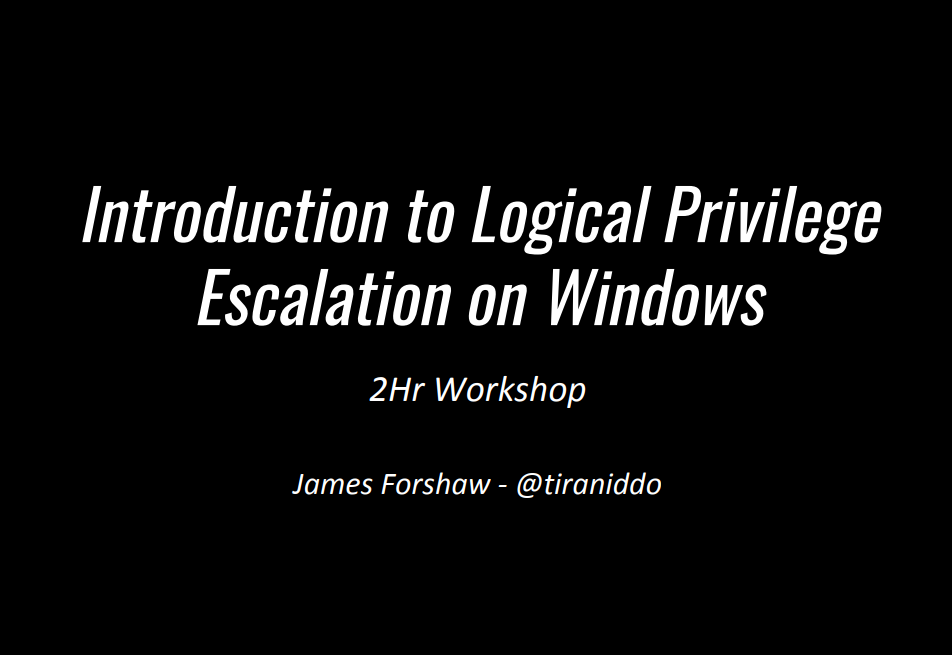 Introduction to Logical Privilege
Escalation on Windows
2Hr Workshop
James Forshaw - @tiraniddo